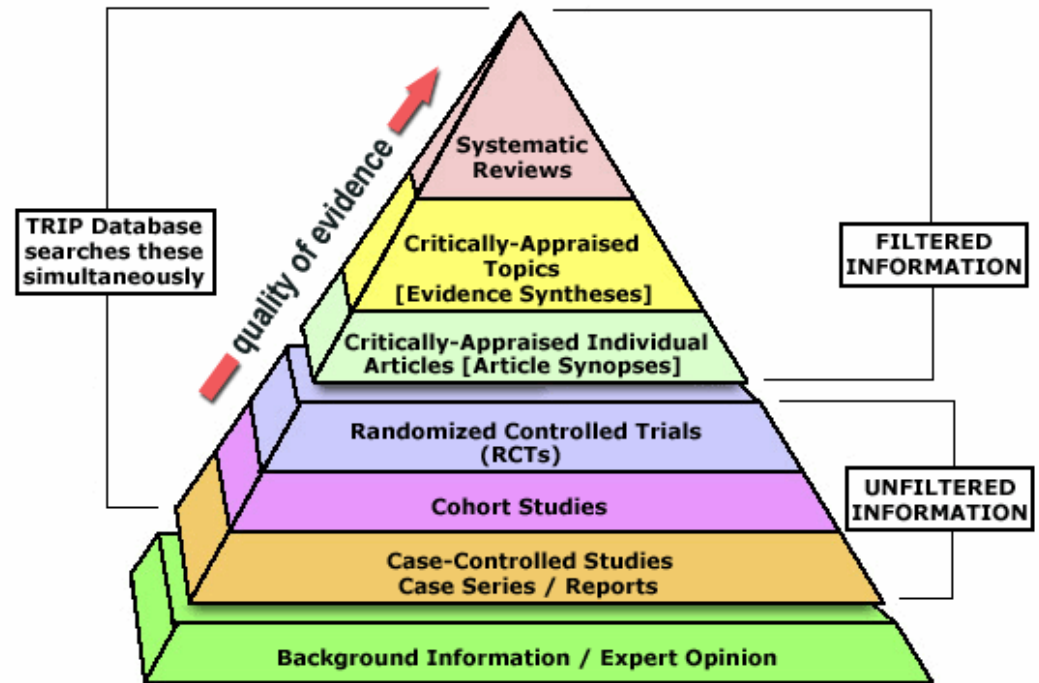 Systematic
Reviews
quality of evidence
TRIP Database
searches these
simultaneously
Critically-Appraised
Topics
[Evidence Syntheses]
FILTERED
INFORMATION
Critically-Appraised Individual
Articles [Article Synopses]
Randomized Controlled Trials
(RCTs)
Cohort Studies
UNFILTERED
INFORMATION
Case-Controlled Studies
Case Series / Reports
Background Information / Expert Opinion